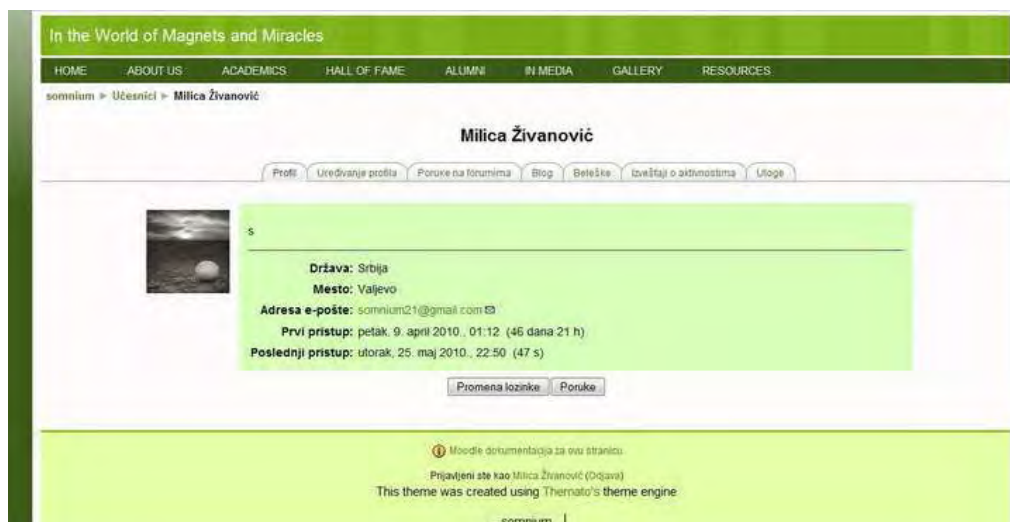 In the World of Magnets and Miracles
HOME ABOUT US ACADEMICS HALL OF FAME ALUMNI IN MEDIA GALLERY RESOURCES
somnium ► Učesnici ► Milica Živanović
Milica Živanović
Profil Uređivanje profila Poruke na forumima Blog Beleške Izveštaji o aktivnostima Uloge
s
Država: Srbija
Mesto: Valjevo
Adresa e-pošte: somnium21@gmail.com
Prvi pristup: petak, 9. april 2010., 01:12 (46 dana 21 h)
Poslednji pristup: utorak, 25. maj 2010., 22:50 (47 s)
Promena lozinke Poruke
Moodle dokumentacija za ovu stranicu
Prijavljeni ste kao Milica Živanović (Odjava)
This theme was created using Themato's theme engine
somnium